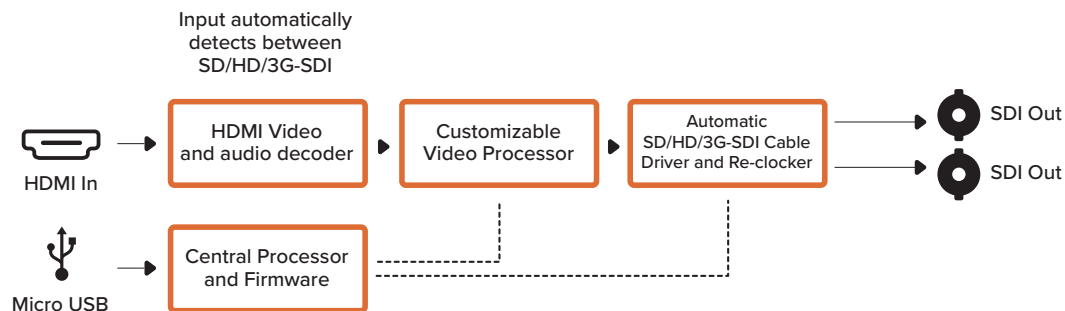 Input automatically
detects between
SD/HD/3G-SDI
HDMI In
HDMI Video
and audio decoder
Customizable
Video Processor
Automatic
SD/HD/3G-SDI Cable
Driver and Re-clocker
SDI Out
SDI Out
Micro USB
Central Processor
and Firmware